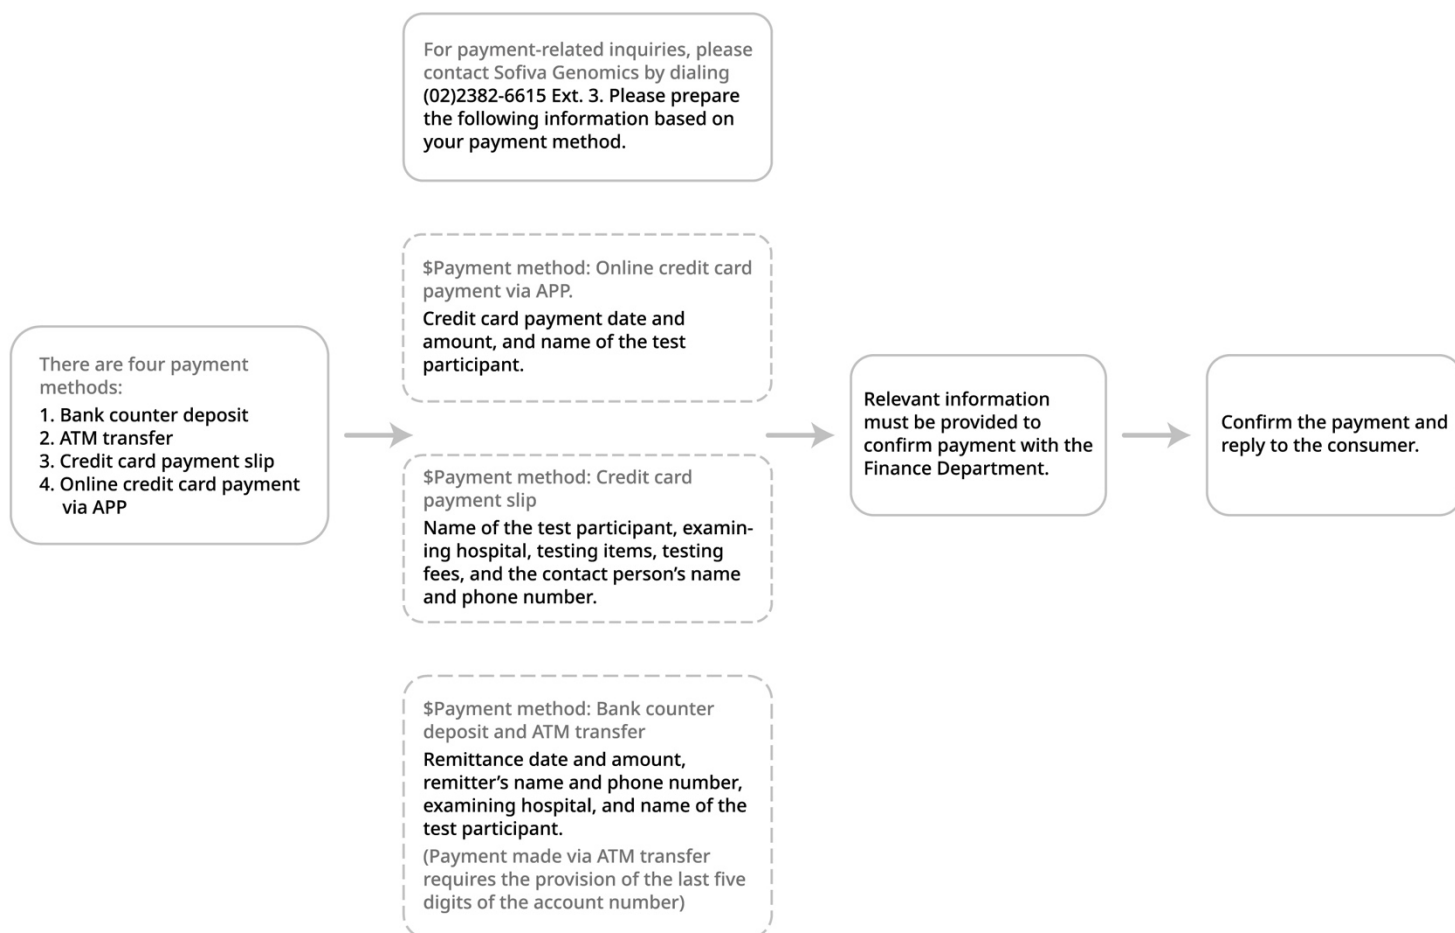 For payment-related inquiries, please
contact Sofiva Genomics by dialing
(02)2382-6615 Ext. 3. Please prepare
the following information based on
your payment method.
There are four payment
methods:
1. Bank counter deposit
2. ATM transfer
3. Credit card payment slip
4. Online credit card payment
via APP
$Payment method: Online credit card
payment via APP.
Credit card payment date and
amount, and name of the test
participant.
$Payment method: Credit card
payment slip
Name of the test participant, examin-
ing hospital, testing items, testing
fees, and the contact person’s name
and phone number.
$Payment method: Bank counter
deposit and ATM transfer
Remittance date and amount,
remitter’s name and phone number,
examining hospital, and name of the
test participant.
(Payment made via ATM transfer
requires the provision of the last five
digits of the account number)
Relevant information
must be provided to
confirm payment with the
Finance Department.
Confirm the payment and
reply to the consumer.